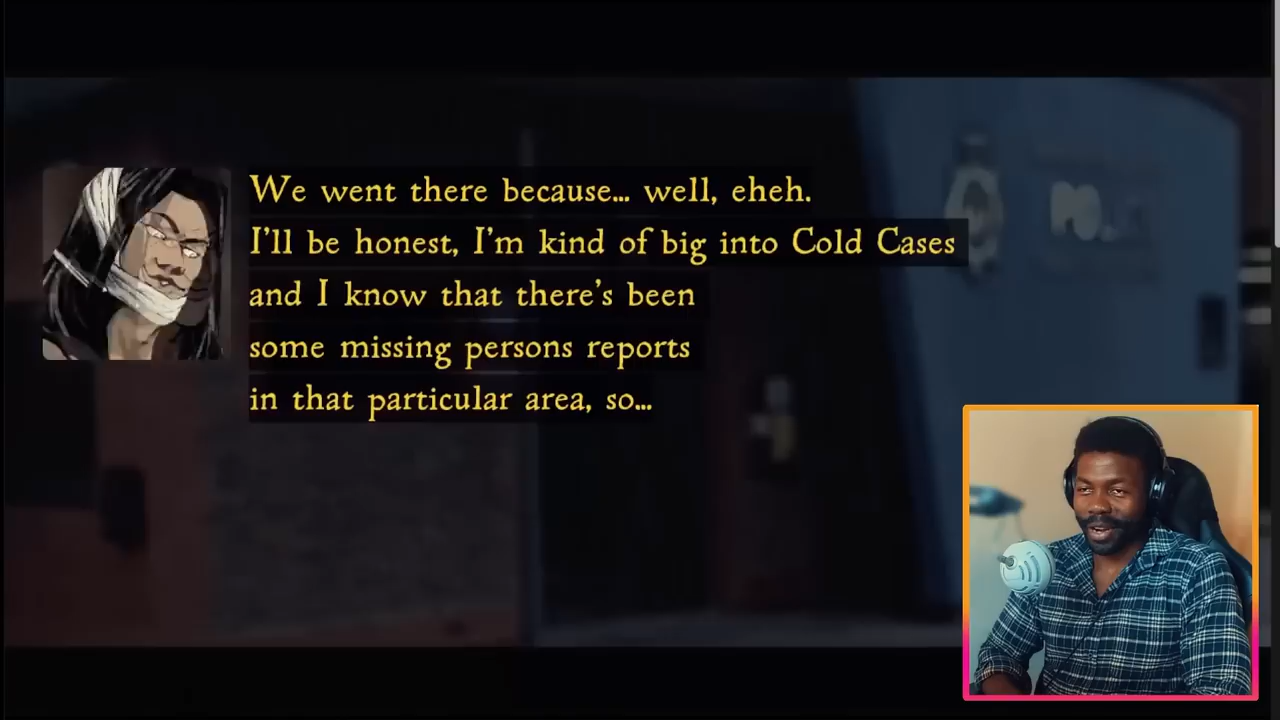 We went there because... well, eheh.
I'll be honest, I'm kind of big into Cold Cases
and I know that there's been
some missing persons reports
in that particular area, so...